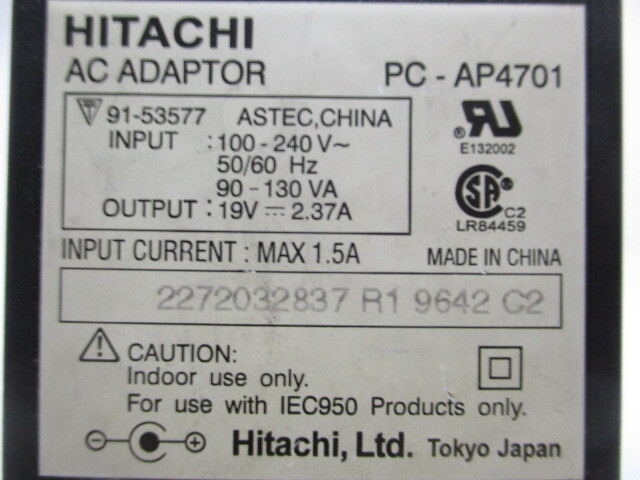 HITACHI
AC ADAPTOR PC - AP4701
91-53577 ASTEC,CHINA
INPUT :100 - 240 V~
50/60 Hz
90 - 130 VA
OUTPUT :19V ⎓ 2.37A
E132002
C2
LR84459
INPUT CURRENT : MAX 1.5A MADE IN CHINA
2272032837 R1 9642 C2
CAUTION:
Indoor use only.
For use with IEC950 Products only.
Hitachi, Ltd. Tokyo Japan